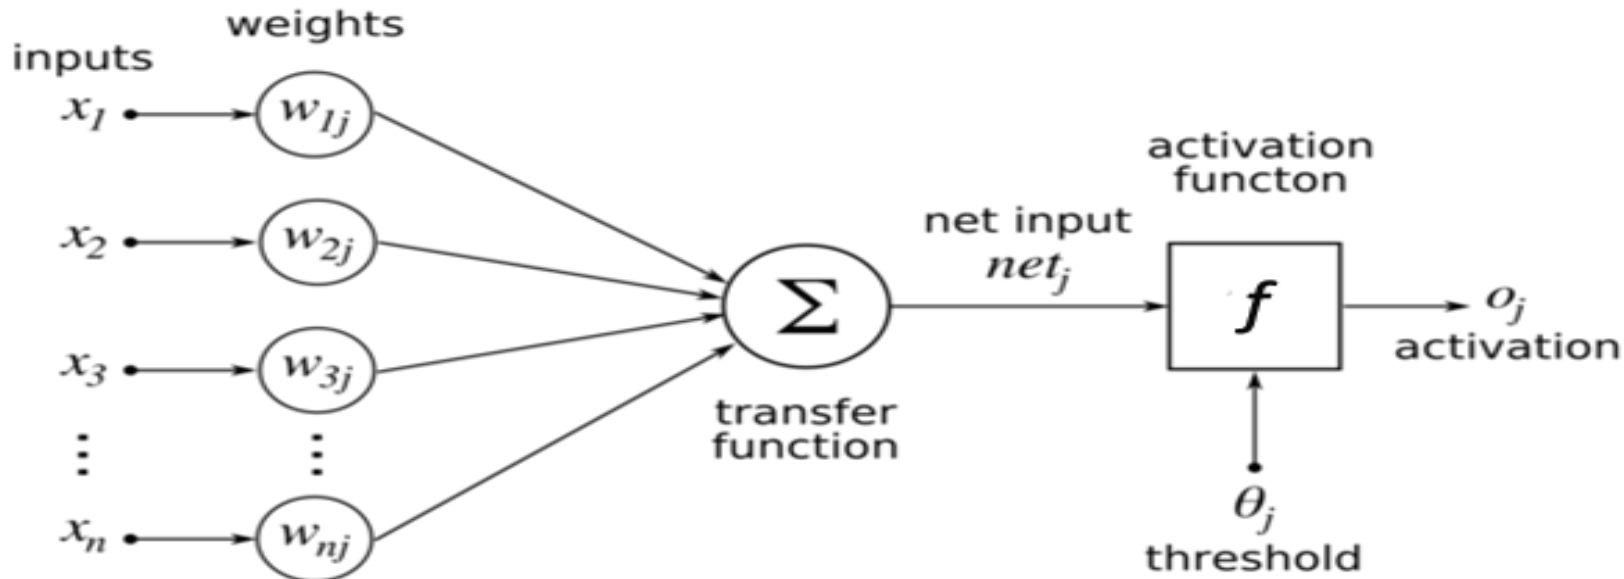 weights
inputs
x1
w1j
x2
w2j
x3
w3j
⋮
⋮
xn
wnj
Σ
transfer
function
net input
netj
activation
functon
f
oj
activation
θj
threshold